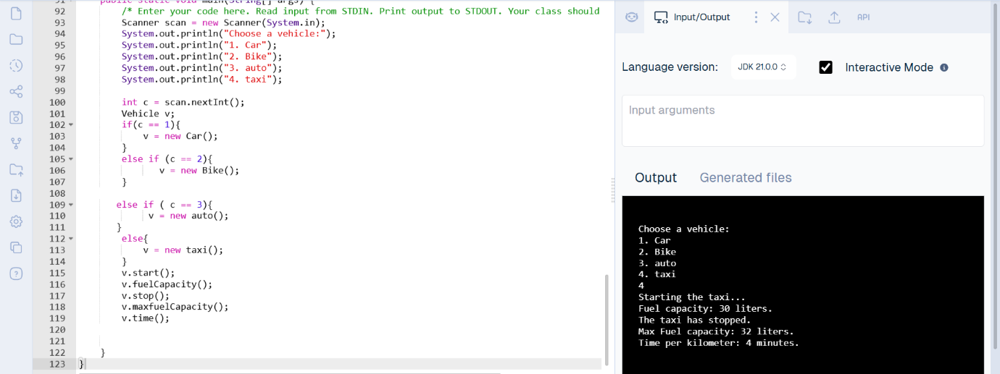 91 public static void main(String[] args) {
92 /* Enter your code here. Read input from STDIN. Print output to STDOUT. Your class should
93 Scanner scan = new Scanner(System.in);
94 System.out.println("Choose a vehicle:");
95 System.out.println("1. Car");
96 System.out.println("2. Bike");
97 System.out.println("3. auto");
98 System.out.println("4. taxi");
99
100 int c = scan.nextInt();
101 Vehicle v;
102 if(c == 1){
103 v = new Car();
104 }
105 else if (c == 2){
106 v = new Bike();
107 }
108
109 else if ( c == 3){
110 v = new auto();
111 }
112 else{
113 v = new taxi();
114 }
115 v.start();
116 v.fuelCapacity();
117 v.stop();
118 v.maxfuelCapacity();
119 v.time();
120
121
122 }
123 }
Input/Output
API
Language version: JDK 21.0.0 Interactive Mode
Input arguments
Output Generated files
Choose a vehicle:
1. Car
2. Bike
3. auto
4. taxi
4
Starting the taxi...
Fuel capacity: 30 liters.
The taxi has stopped.
Max Fuel capacity: 32 liters.
Time per kilometer: 4 minutes.